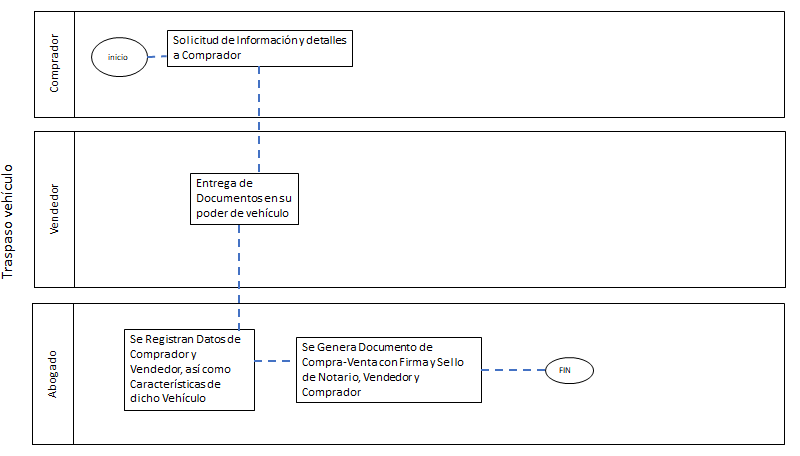 Traspaso vehículo
Comprador
inicio
Solicitud de Información y detalles
a Comprador
Vendedor
Entrega de
Documentos en su
poder de vehículo
Abogado
Se Registran Datos de
Comprador y
Vendedor, así como
Características de
dicho Vehículo
Se Genera Documento de
Compra-Venta con Firma y Sello
de Notario, Vendedor y
Comprador
FIN